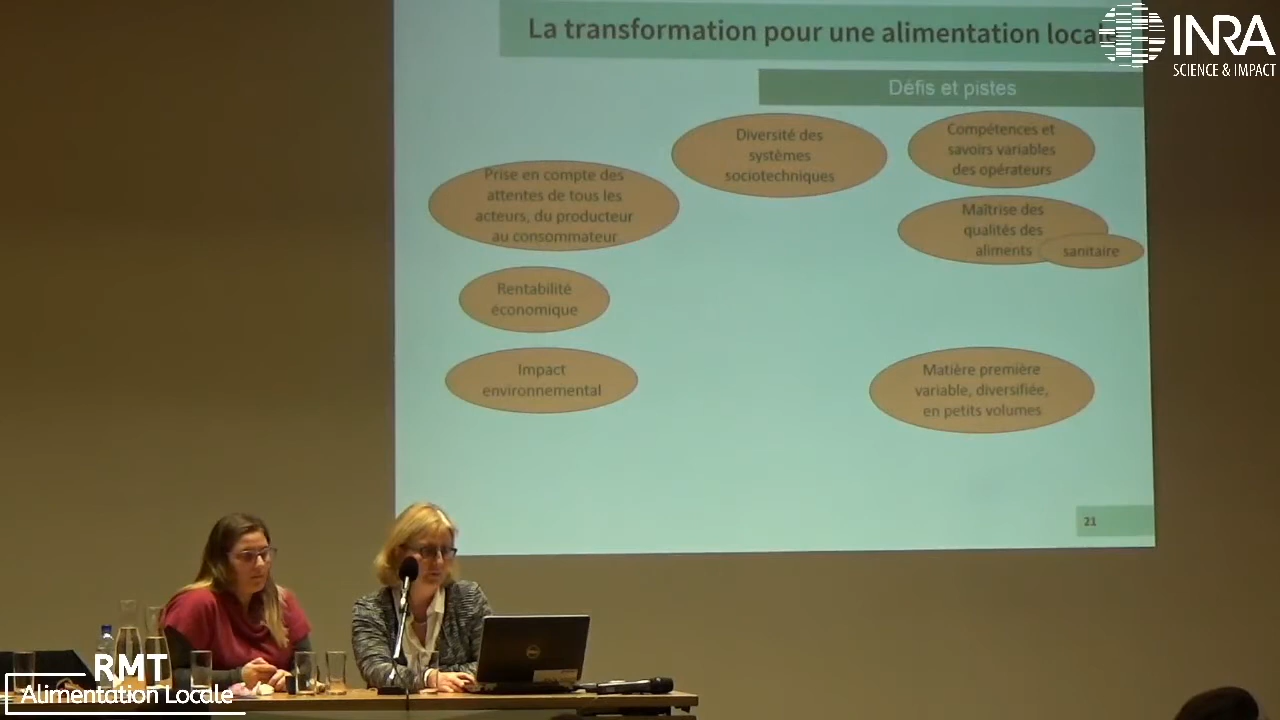 La transformation pour une alimentation locale
INRA
SCIENCE & IMPACT
Défis et pistes
Diversité des
systèmes
sociotechniques
Compétences et
savoirs variables
des opérateurs
Prise en compte des
attentes de tous les
acteurs, du producteur
au consommateur
Maîtrise des
qualités des
aliments
sanitaire
Rentabilité
économique
Impact
environnemental
Matière première
variable, diversifiée,
en petits volumes
21
DELL
RMT
Alimentation Locale